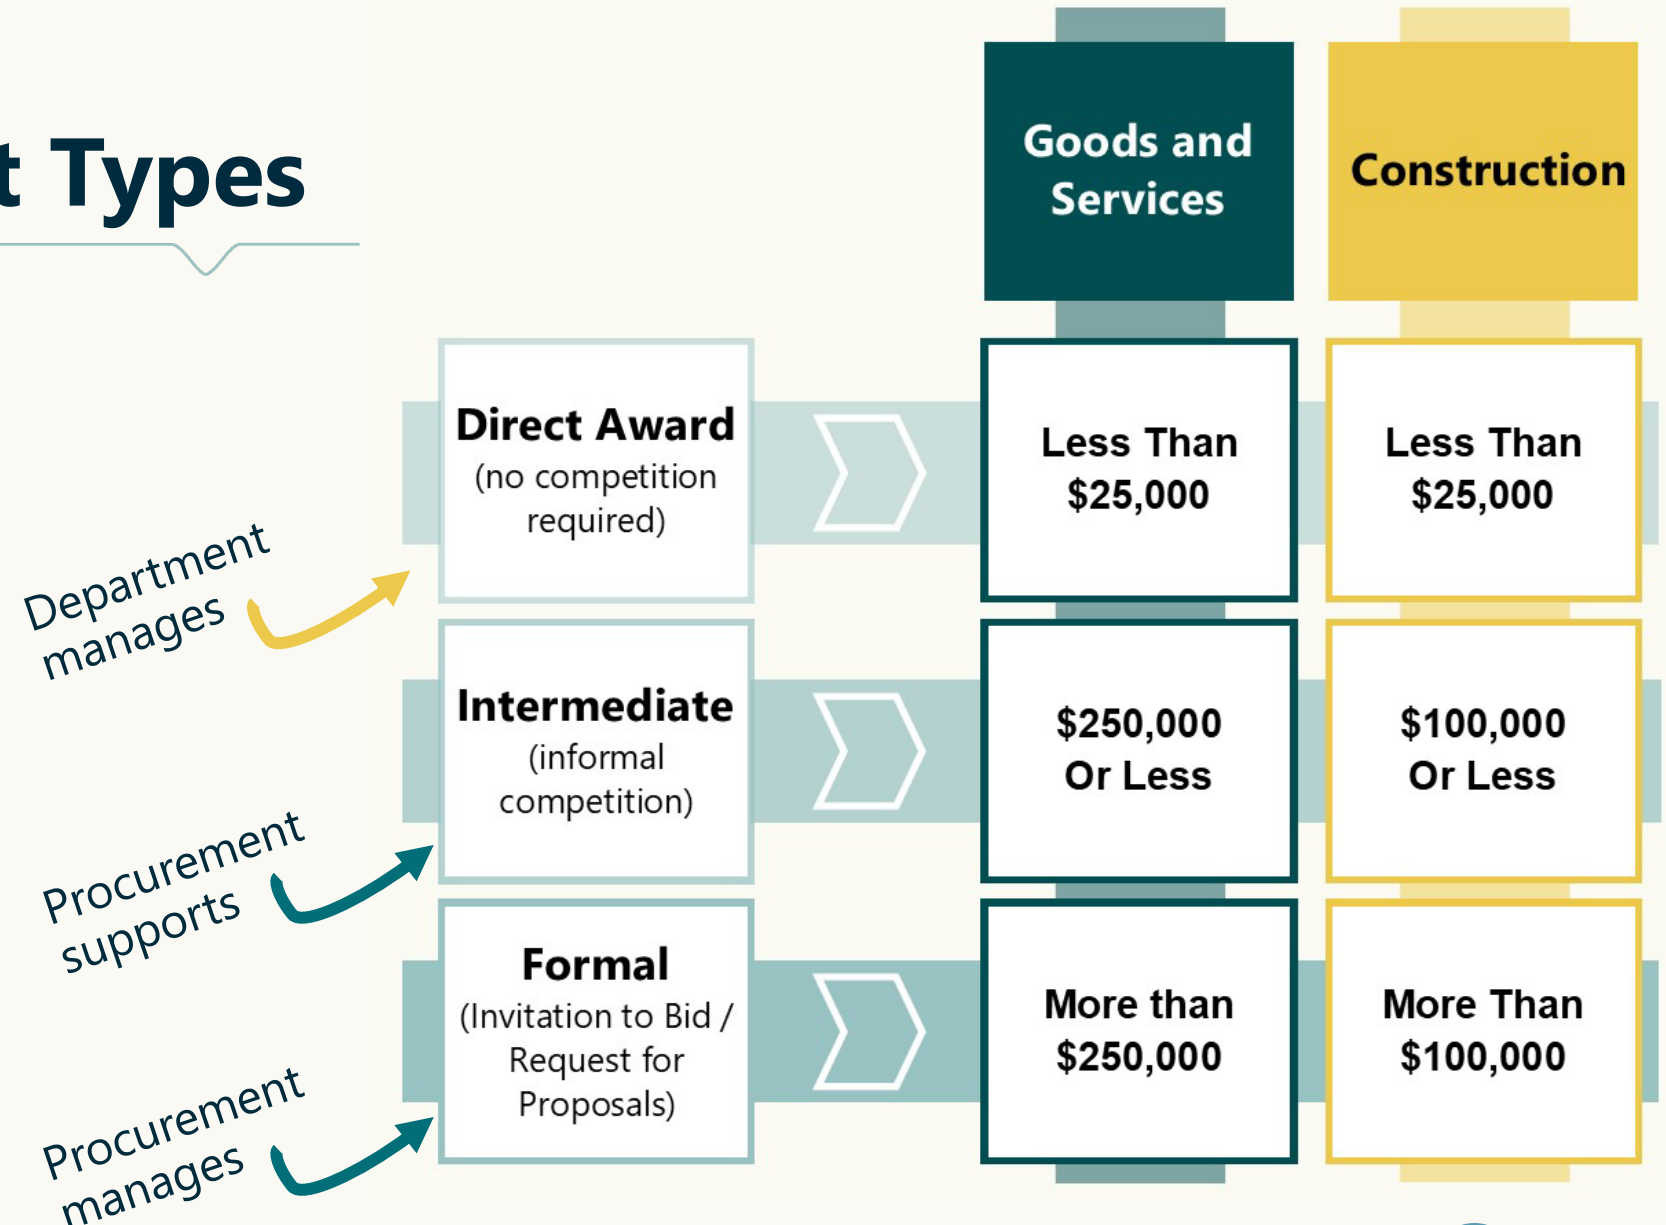 t Types
Goods and
Services
Construction
Direct Award
(no competition
required)
Less Than
$25,000
Less Than
$25,000
Department
manages
Intermediate
(informal
competition)
$250,000
Or Less
$100,000
Or Less
Procurement
supports
Formal
(Invitation to Bid /
Request for
Proposals)
More than
$250,000
More Than
$100,000
Procurement
manages